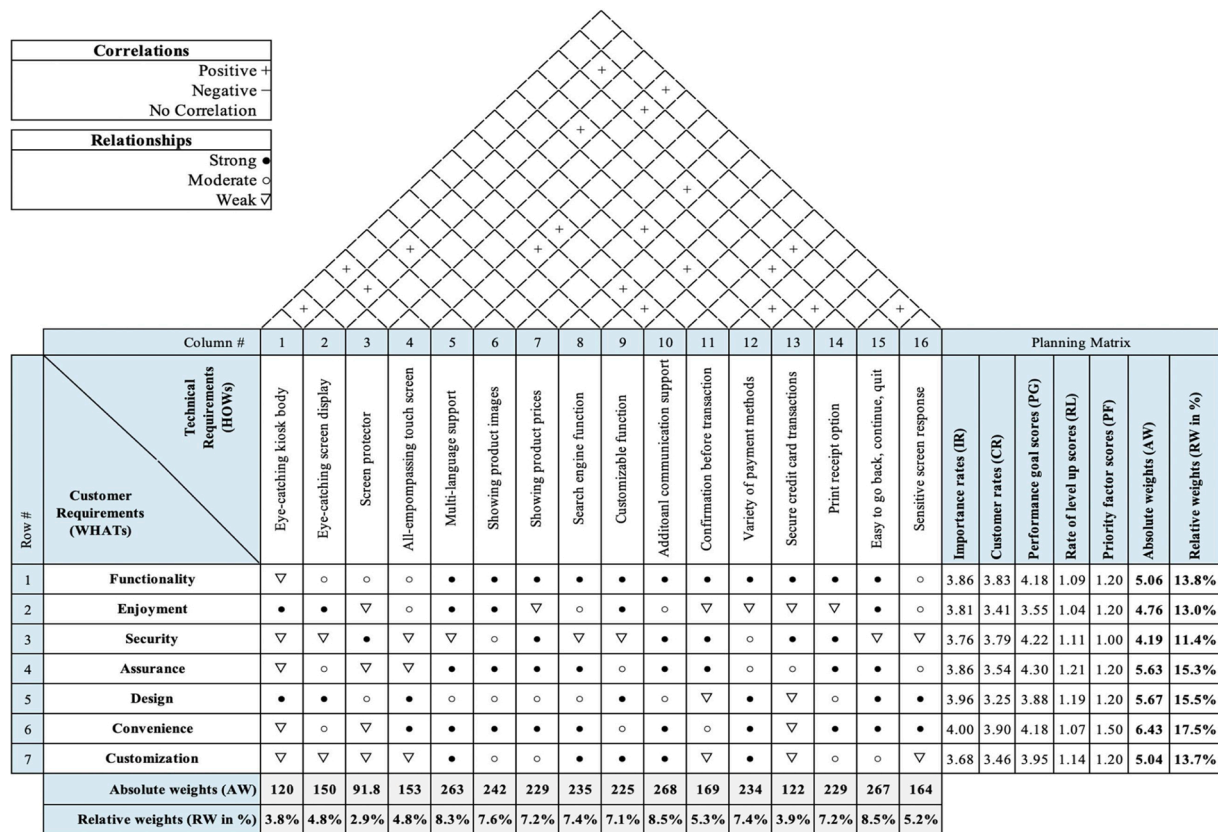 Correlations
Positive +
Negative −
No Correlation
Relationships
Strong ●
Moderate ○
Weak ▽
Column # 1 2 3 4 5 6 7 8 9 10 11 12 13 14 15 16 Planning Matrix
Row #
Technical Requirements (HOWs)
Customer Requirements (WHATs)
Eye-catching kiosk body
Eye-catching screen display
Screen protector
All-empompassing touch screen
Multi-language support
Showing product images
Showing product prices
Search engine function
Customizable function
Additoanl communication support
Confirmation before transaction
Variety of payment methods
Secure credit card transactions
Print receipt option
Easy to go back, continue, quit
Sensitive screen response
Importance rates (IR)
Customer rates (CR)
Performance goal scores (PG)
Rate of level up scores (RL)
Priority factor scores (PF)
Absolute weights (AW)
Relative weights (RW in %)
1 Functionality ▽ ○ ○ ○ ● ● ● ● ● ● ● ● ● ● ● ○ 3.86 3.83 4.18 1.09 1.20 5.06 13.8%
2 Enjoyment ● ● ▽ ○ ● ● ▽ ○ ● ○ ▽ ▽ ▽ ▽ ● ○ 3.81 3.41 3.55 1.04 1.20 4.76 13.0%
3 Security ▽ ▽ ● ▽ ▽ ○ ● ▽ ▽ ● ● ○ ● ● ▽ ▽ 3.76 3.79 4.22 1.11 1.00 4.19 11.4%
4 Assurance ▽ ○ ▽ ▽ ● ● ● ● ○ ● ● ○ ○ ● ● ○ 3.86 3.54 4.30 1.21 1.20 5.63 15.3%
5 Design ● ● ○ ● ○ ○ ○ ○ ● ○ ▽ ● ▽ ○ ● ● 3.96 3.25 3.88 1.19 1.20 5.67 15.5%
6 Convenience ▽ ○ ▽ ● ● ● ● ● ○ ● ○ ● ▽ ● ● ● 4.00 3.90 4.18 1.07 1.50 6.43 17.5%
7 Customization ▽ ▽ ▽ ▽ ● ○ ○ ● ● ● ▽ ● ▽ ○ ○ ▽ 3.68 3.46 3.95 1.14 1.20 5.04 13.7%
Absolute weights (AW) 120 150 91.8 153 263 242 229 235 225 268 169 234 122 229 267 164
Relative weights (RW in %) 3.8% 4.8% 2.9% 4.8% 8.3% 7.6% 7.2% 7.4% 7.1% 8.5% 5.3% 7.4% 3.9% 7.2% 8.5% 5.2%